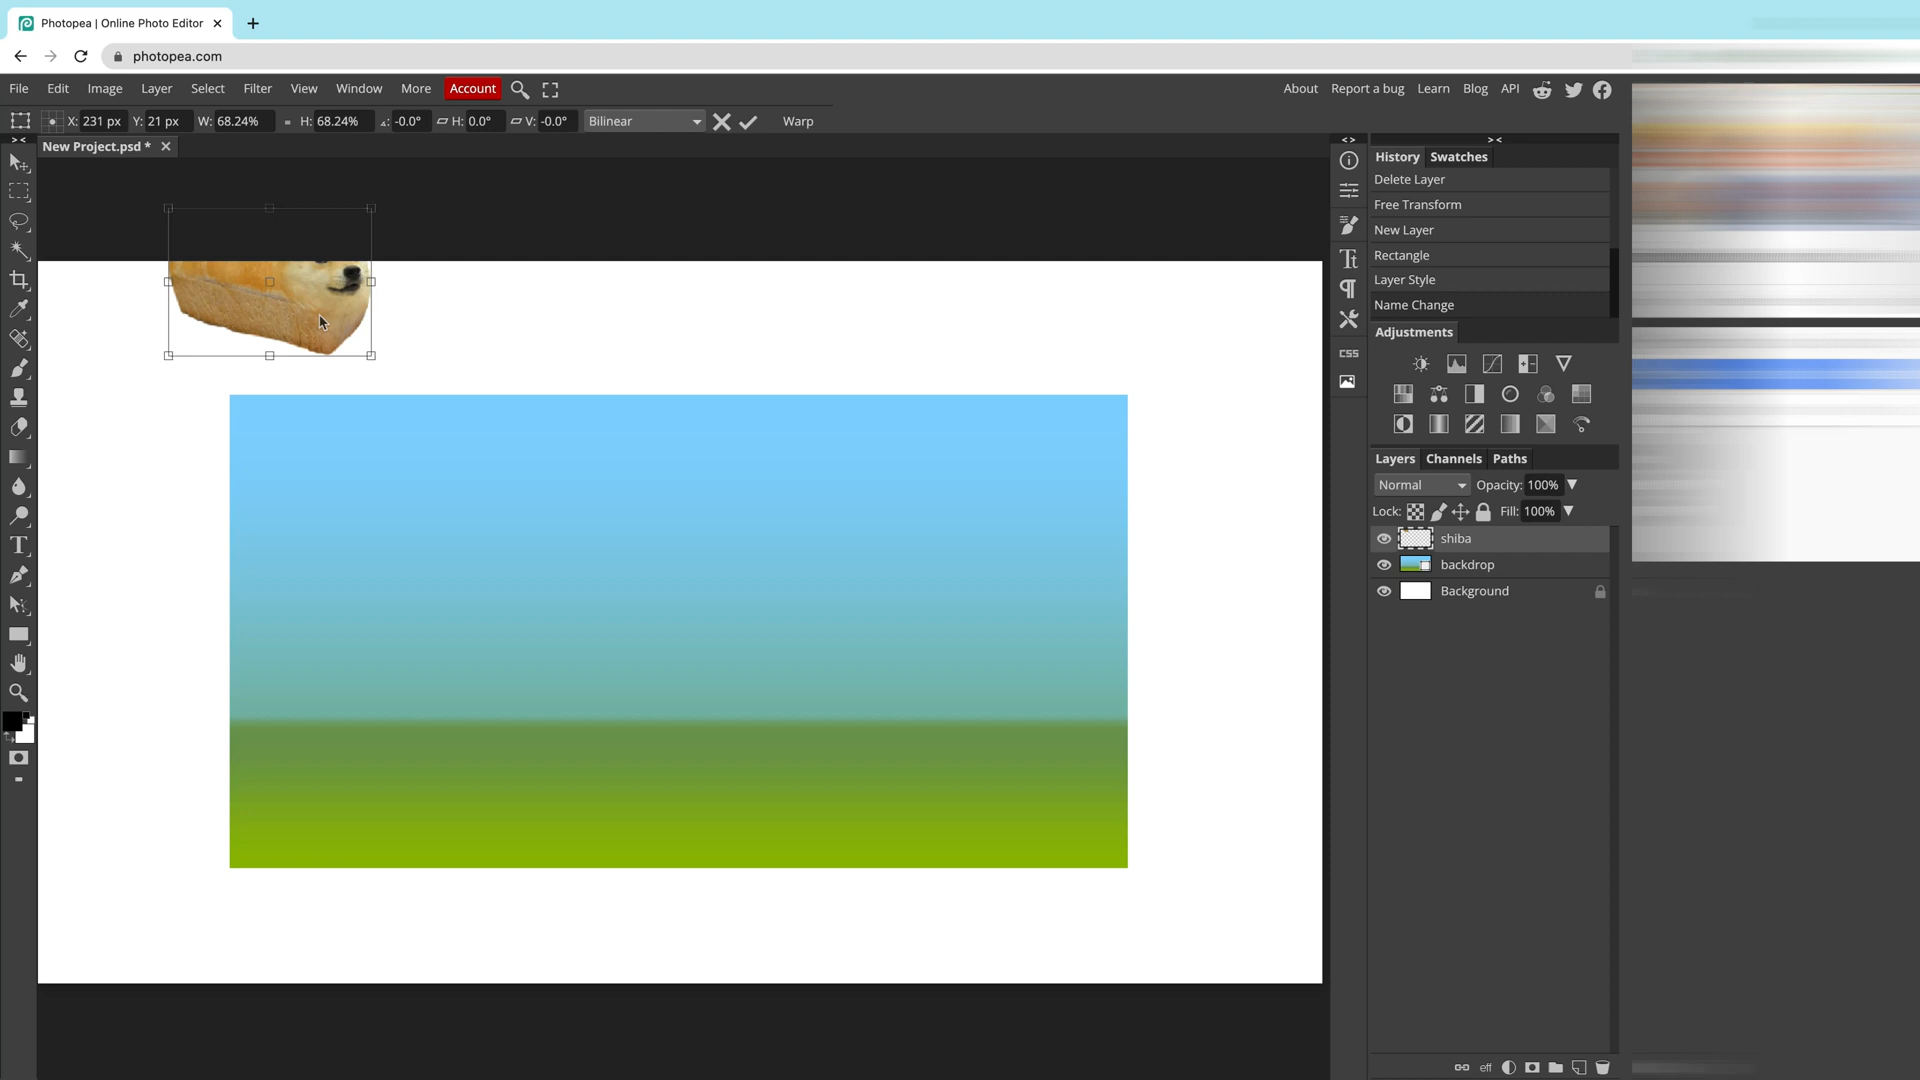 Photopea | Online Photo Editor
photopea.com
File Edit Image Layer Select Filter View Window More Account About Report a bug Learn Blog API
X: 231 px Y: 21 px W: 68.24% H: 68.24% -0.0° H: 0.0° V: -0.0° Bilinear Warp
New Project.psd *
History Swatches
Delete Layer
Free Transform
New Layer
Rectangle
Layer Style
Name Change
Adjustments
CSS
Layers Channels Paths
Normal Opacity: 100%
Lock: Fill: 100%
shiba
backdrop
Background
eff